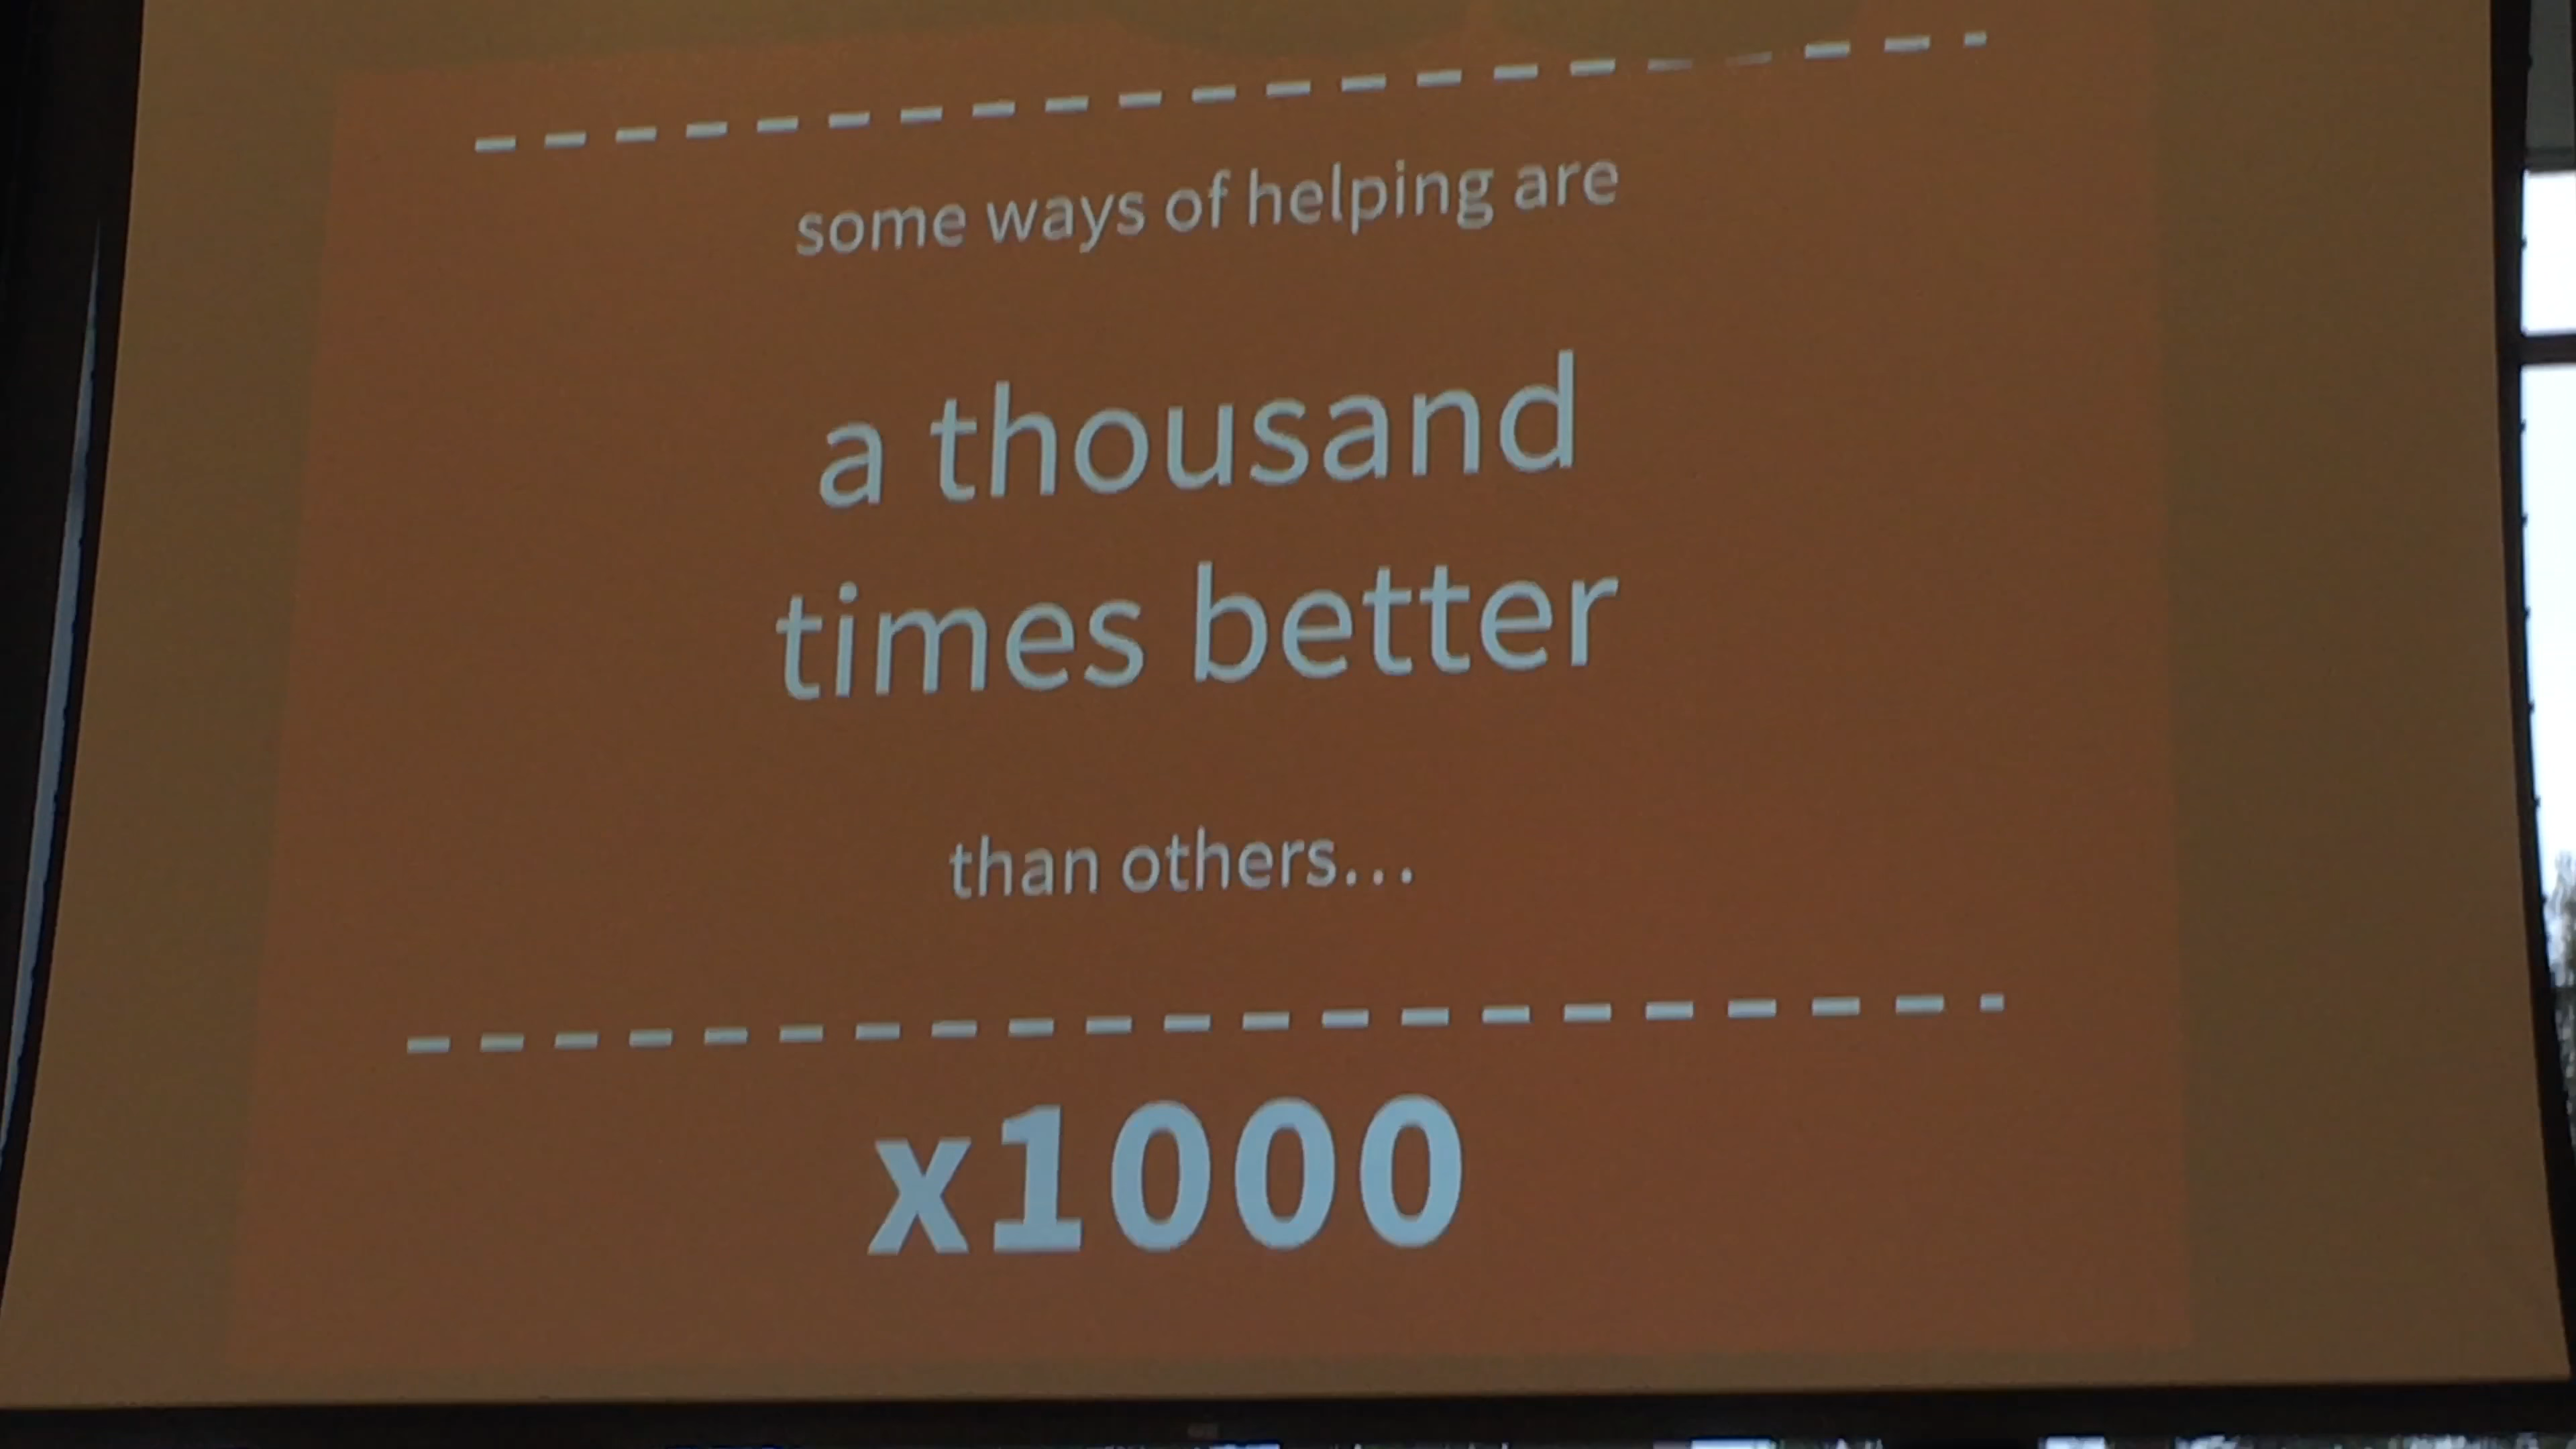 some ways of helping are
a thousand
times better
than others...
x1000